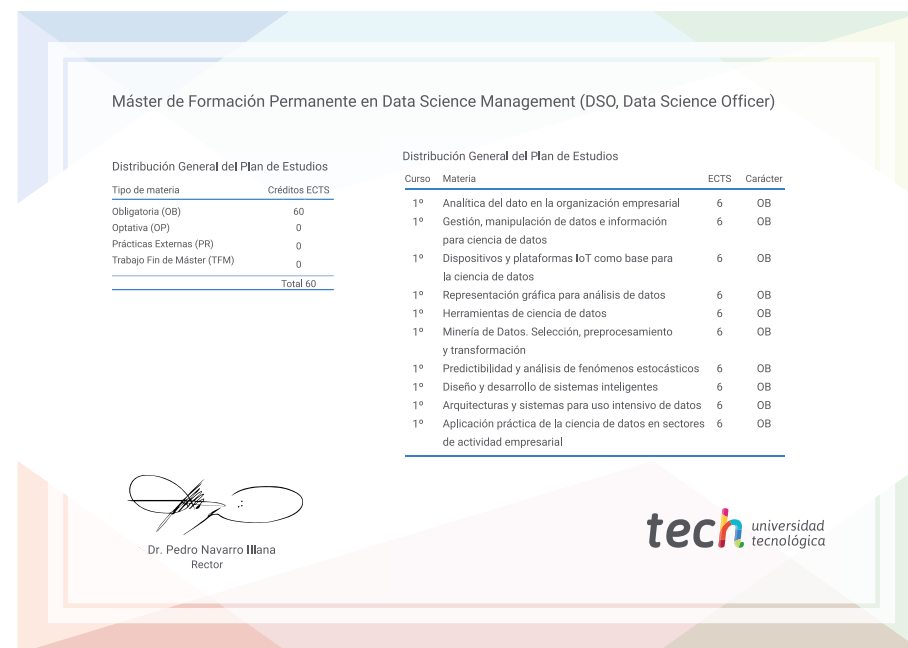 Máster de Formación Permanente en Data Science Management (DSO, Data Science Officer)
Distribución General del Plan de Estudios
Tipo de materia Créditos ECTS
Obligatoria (OB) 60
Optativa (OP) 0
Prácticas Externas (PR) 0
Trabajo Fin de Máster (TFM) 0
Total 60
Distribución General del Plan de Estudios
Curso Materia ECTS Carácter
1º Analítica del dato en la organización empresarial 6 OB
1º Gestión, manipulación de datos e información 6 OB
para ciencia de datos
1º Dispositivos y plataformas IoT como base para 6 OB
la ciencia de datos
1º Representación gráfica para análisis de datos 6 OB
1º Herramientas de ciencia de datos 6 OB
1º Minería de Datos. Selección, preprocesamiento 6 OB
y transformación
1º Predictibilidad y análisis de fenómenos estocásticos 6 OB
1º Diseño y desarrollo de sistemas inteligentes 6 OB
1º Arquitecturas y sistemas para uso intensivo de datos 6 OB
1º Aplicación práctica de la ciencia de datos en sectores 6 OB
de actividad empresarial
Dr. Pedro Navarro Illana
Rector
tech universidad
tecnológica